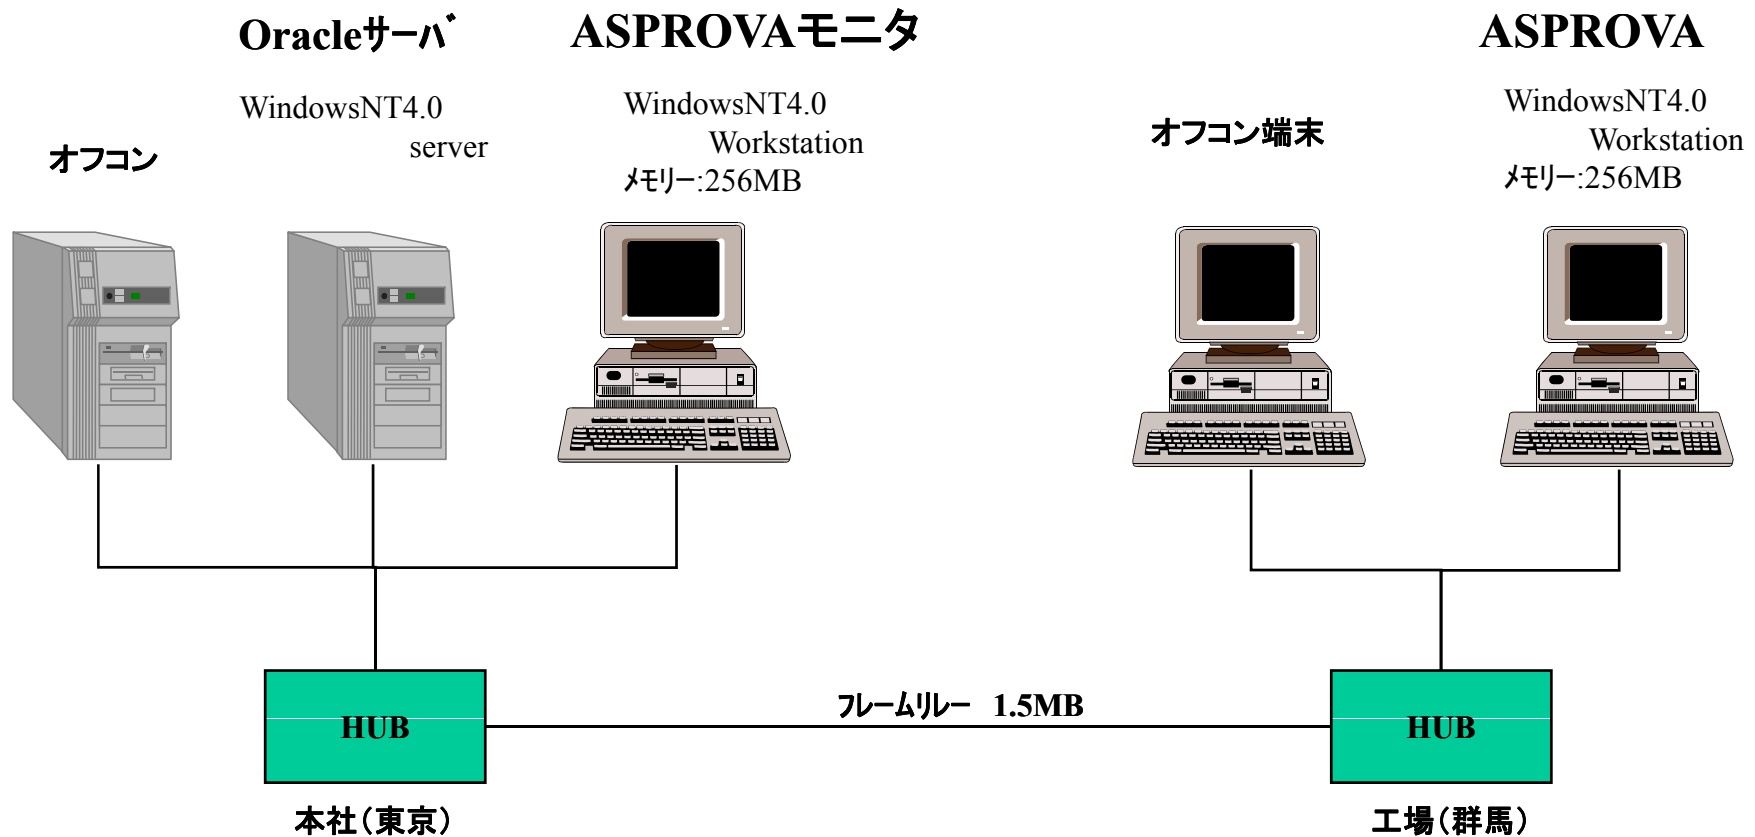 Oracleｻｰﾊﾞ
ASPROVAモニタ
ASPROVA
WindowsNT4.0
server
WindowsNT4.0
Workstation
ﾒﾓﾘｰ:256MB
WindowsNT4.0
Workstation
ﾒﾓﾘｰ:256MB
オフコン
オフコン端末
ﾌﾚｰﾑﾘﾚｰ 1.5MB
HUB
HUB
本社（東京）
工場（群馬）